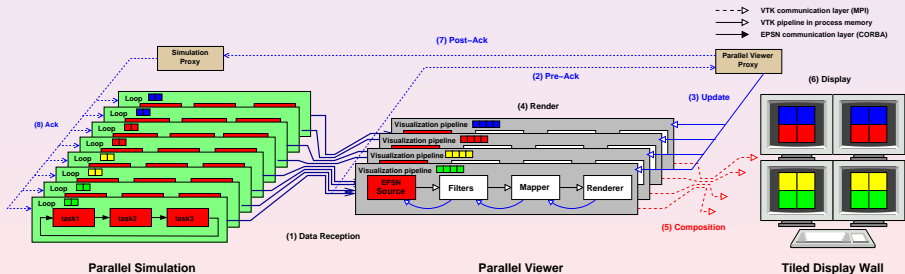 VTK communication layer (MPI)
VTK pipeline in process memory
EPSN communication layer (CORBA)
(7) Post-Ack
Simulation
Proxy
Parallel Viewer
Proxy
(2) Pre-Ack
(6) Display
(3) Update
(4) Render
(8) Ack
Loop
Loop
Loop
Loop
Loop
Loop
Loop
Loop
task1
task2
task3
Visualization pipeline
Visualization pipeline
Visualization pipeline
Visualization pipeline
EPSN
Source
Filters
Mapper
Renderer
(1) Data Reception
(5) Composition
Parallel Simulation
Parallel Viewer
Tiled Display Wall